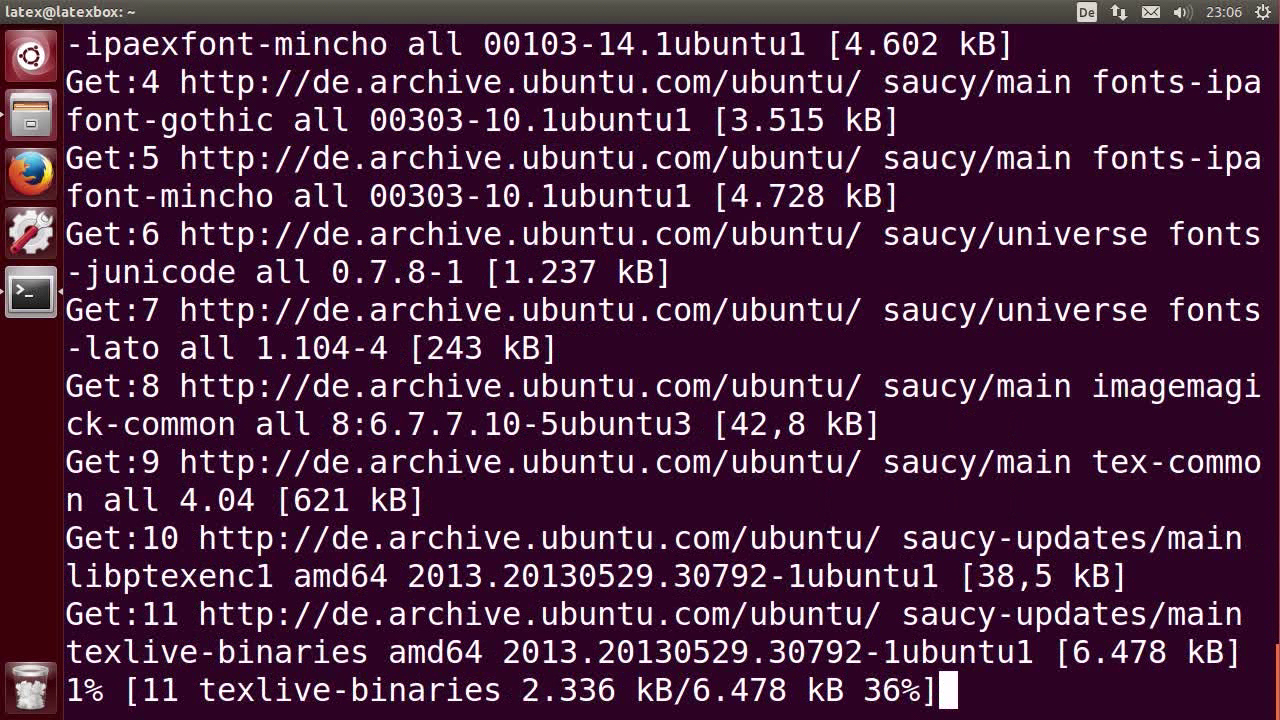 latex@latexbox: ~ De 23:06
-ipaexfont-mincho all 00103-14.1ubuntu1 [4.602 kB]
Get:4 http://de.archive.ubuntu.com/ubuntu/ saucy/main fonts-ipa
font-gothic all 00303-10.1ubuntu1 [3.515 kB]
Get:5 http://de.archive.ubuntu.com/ubuntu/ saucy/main fonts-ipa
font-mincho all 00303-10.1ubuntu1 [4.728 kB]
Get:6 http://de.archive.ubuntu.com/ubuntu/ saucy/universe fonts
-junicode all 0.7.8-1 [1.237 kB]
Get:7 http://de.archive.ubuntu.com/ubuntu/ saucy/universe fonts
-lato all 1.104-4 [243 kB]
Get:8 http://de.archive.ubuntu.com/ubuntu/ saucy/main imagemagi
ck-common all 8:6.7.7.10-5ubuntu3 [42,8 kB]
Get:9 http://de.archive.ubuntu.com/ubuntu/ saucy/main tex-commo
n all 4.04 [621 kB]
Get:10 http://de.archive.ubuntu.com/ubuntu/ saucy-updates/main
libptexenc1 amd64 2013.20130529.30792-1ubuntu1 [38,5 kB]
Get:11 http://de.archive.ubuntu.com/ubuntu/ saucy-updates/main
texlive-binaries amd64 2013.20130529.30792-1ubuntu1 [6.478 kB]
1% [11 texlive-binaries 2.336 kB/6.478 kB 36%]